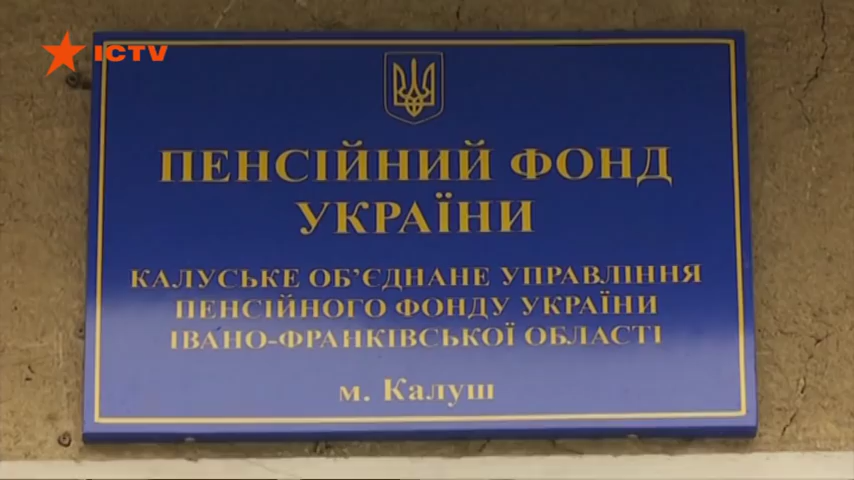 ICTV
ПЕНСІЙНИЙ ФОНД
УКРАЇНИ
КАЛУСЬКЕ ОБ’ЄДНАНЕ УПРАВЛІННЯ
ПЕНСІЙНОГО ФОНДУ УКРАЇНИ
ІВАНО-ФРАНКІВСЬКОЇ ОБЛАСТІ
м. Калуш